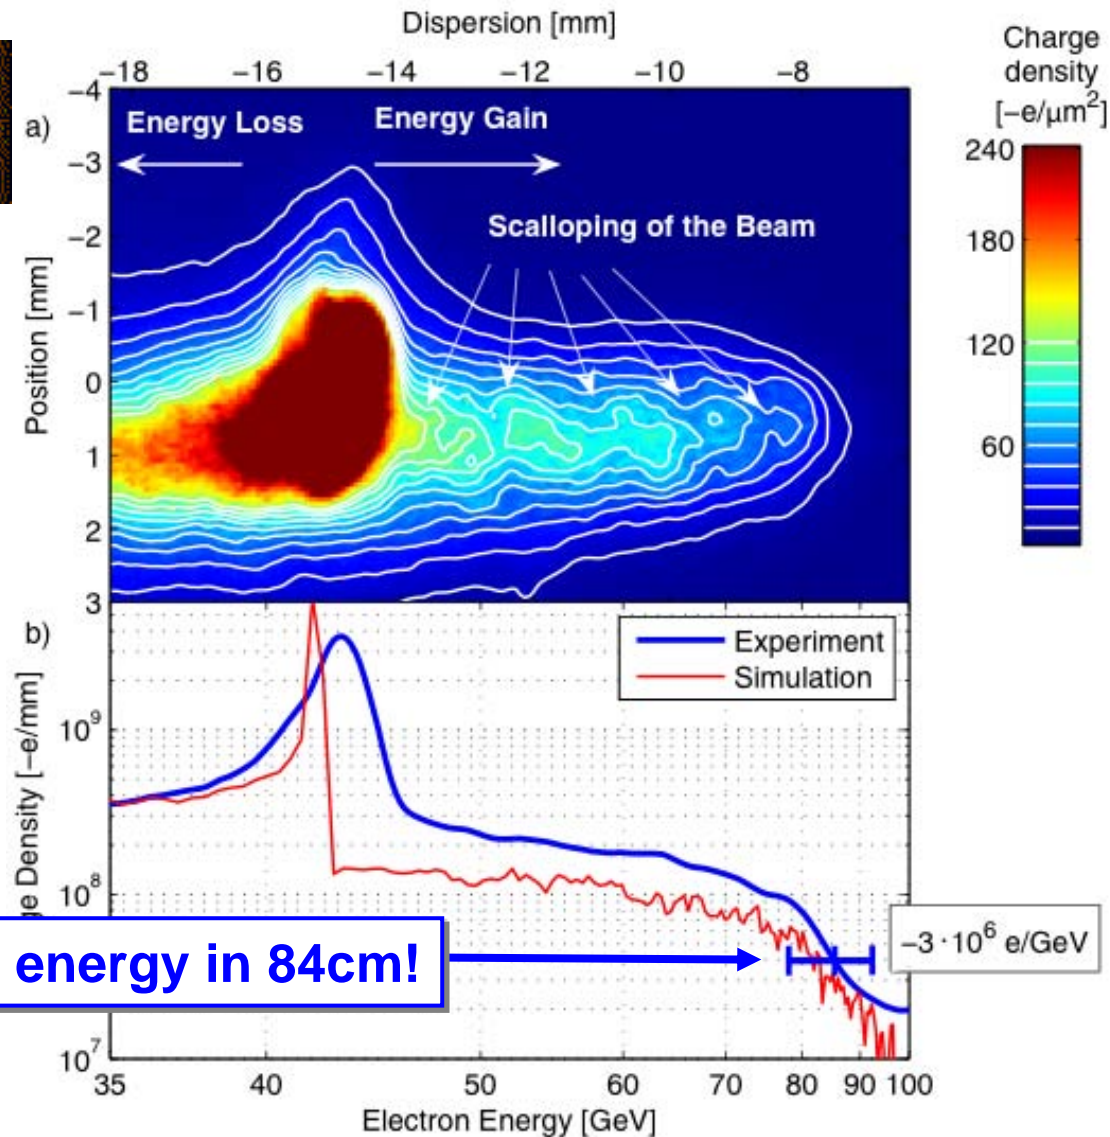 Dispersion [mm]
−18 −16 −14 −12 −10 −8
Charge
density
[−e/µm²]
a)
Energy Loss
Energy Gain
Scalloping of the Beam
−4
−3
−2
−1
0
1
2
3
Position [mm]
240
180
120
60
b)
Experiment
Simulation
Density [−e/mm]
10⁹
10⁸
10⁷
energy in 84cm!
−3·10⁶ e/GeV
35 40 50 60 70 80 90 100
Electron Energy [GeV]